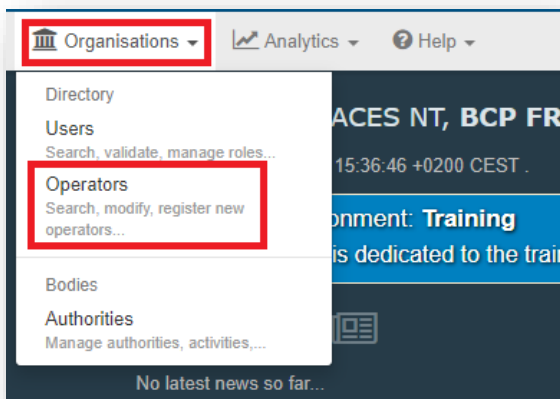 Organisations Analytics Help
Directory
Users
Search, validate, manage roles...
Operators
Search, modify, register new
operators...
Bodies
Authorities
Manage authorities, activities,...
ACES NT, BCP FR
15:36:46 +0200 CEST .
onment: Training
is dedicated to the trai
No latest news so far...